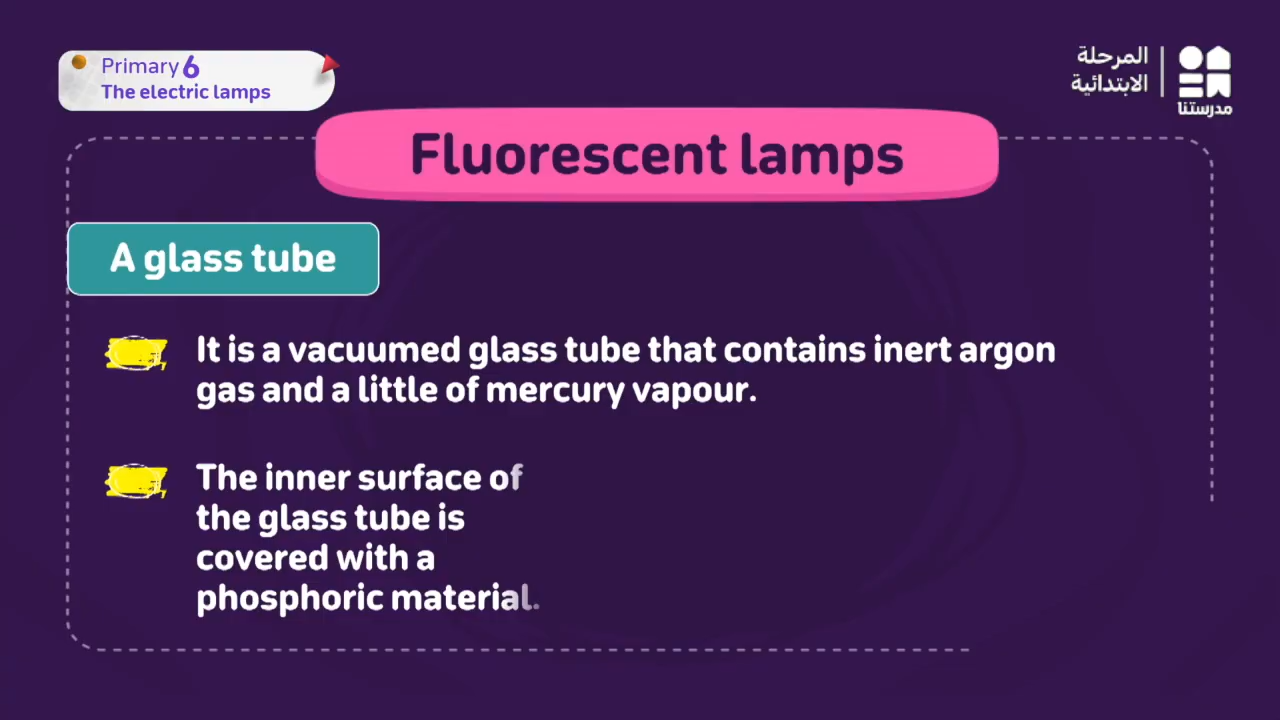 Primary 6
The electric lamps
المرحلة
الابتدائية
مدرستنا
Fluorescent lamps
A glass tube
It is a vacuumed glass tube that contains inert argon
gas and a little of mercury vapour.
The inner surface of
the glass tube is
covered with a
phosphoric material.